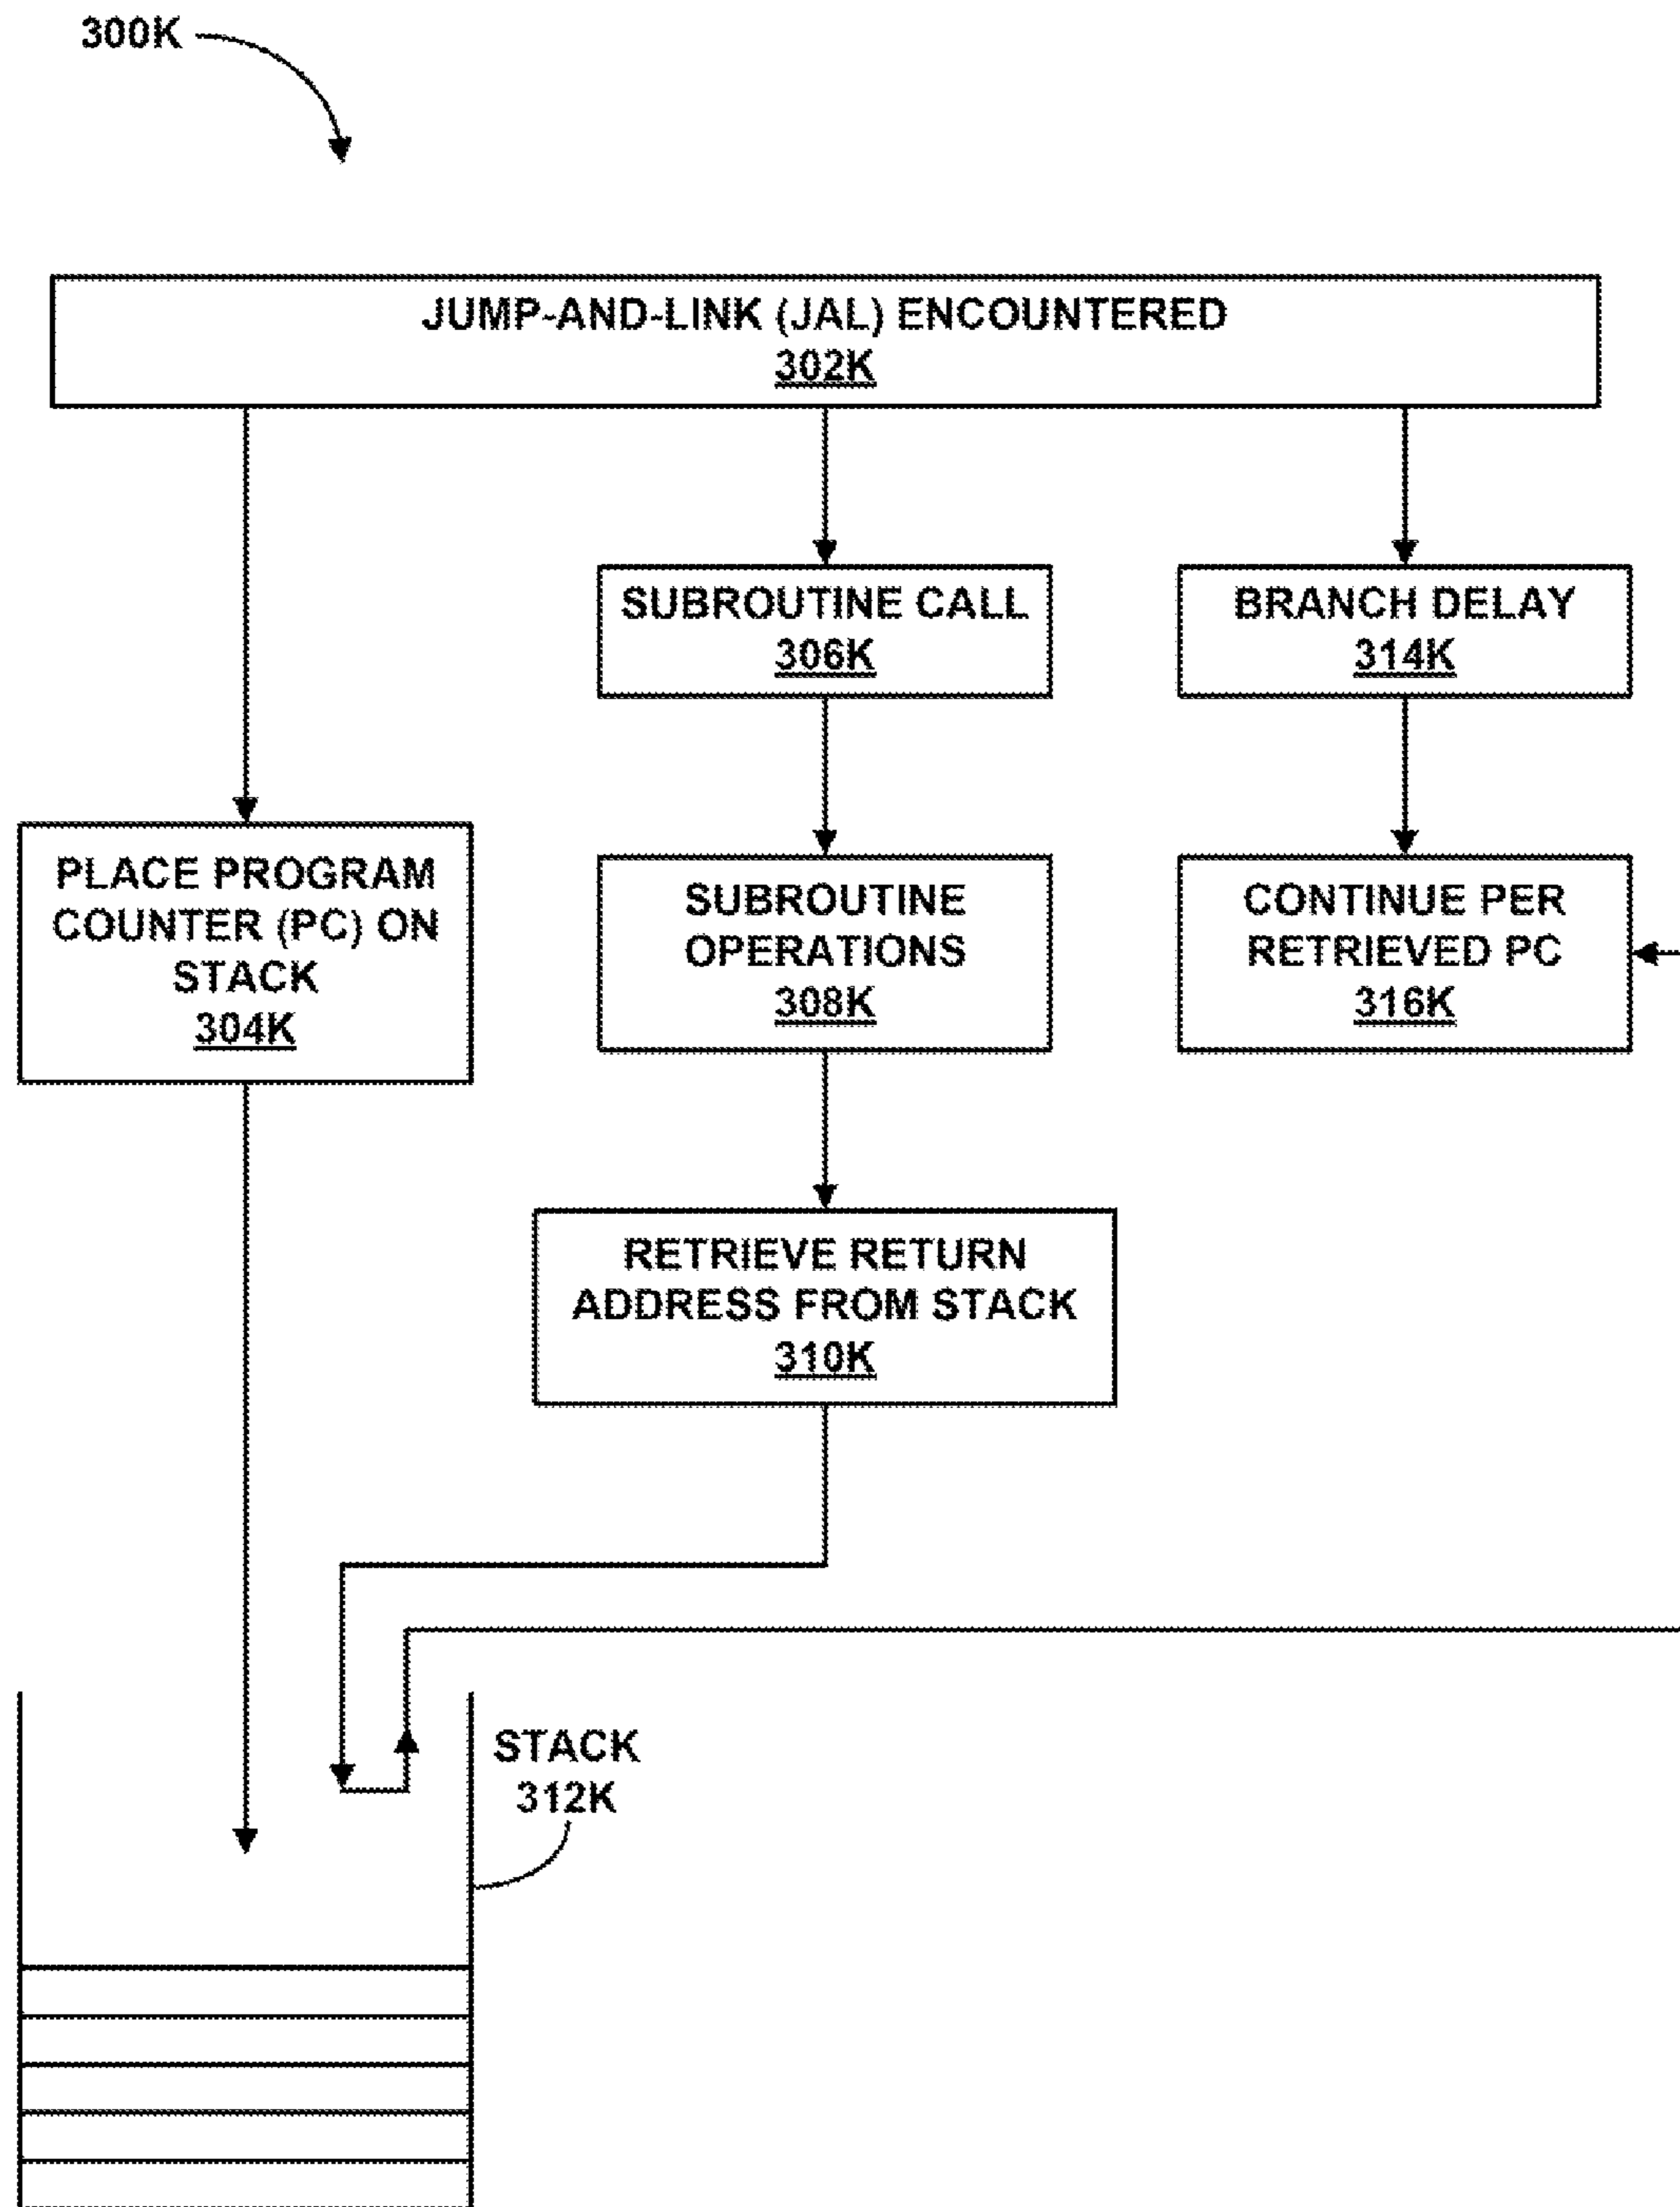 300K
JUMP-AND-LINK (JAL) ENCOUNTERED
302K
SUBROUTINE CALL
306K
BRANCH DELAY
314K
PLACE PROGRAM
COUNTER (PC) ON
STACK
304K
SUBROUTINE
OPERATIONS
308K
CONTINUE PER
RETRIEVED PC
316K
RETRIEVE RETURN
ADDRESS FROM STACK
310K
STACK
312K